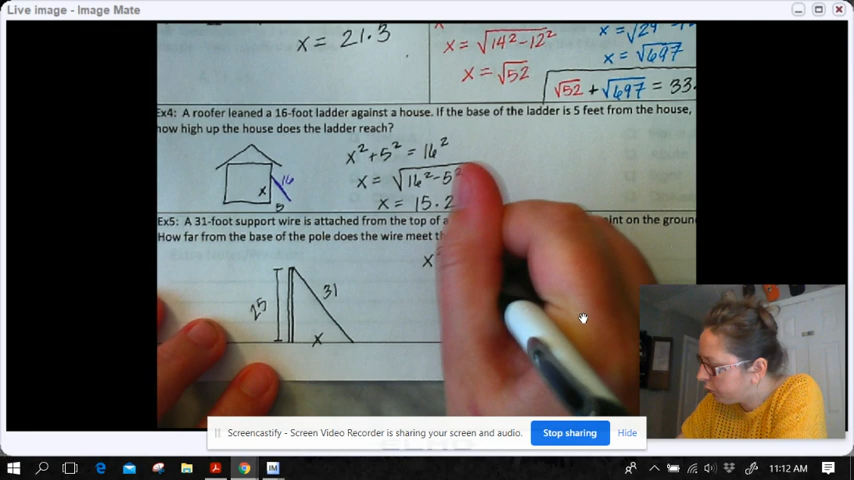 Live image - Image Mate
x = 21.3
x = √14²-12²
x = √52
x = √697
√52 + √697 = 33.
Ex4: A roofer leaned a 16-foot ladder against a house. If the base of the ladder is 5 feet from the house,
how high up the house does the ladder reach?
x² + 5² = 16²
x = √16²-5²
x = 15.2
x
16
5
Ex5: A 31-foot support wire is attached from the top of a
oint on the groun
How far from the base of the pole does the wire meet th
x
25
31
x
Screencastify - Screen Video Recorder is sharing your screen and audio.
Stop sharing
Hide
11:12 AM